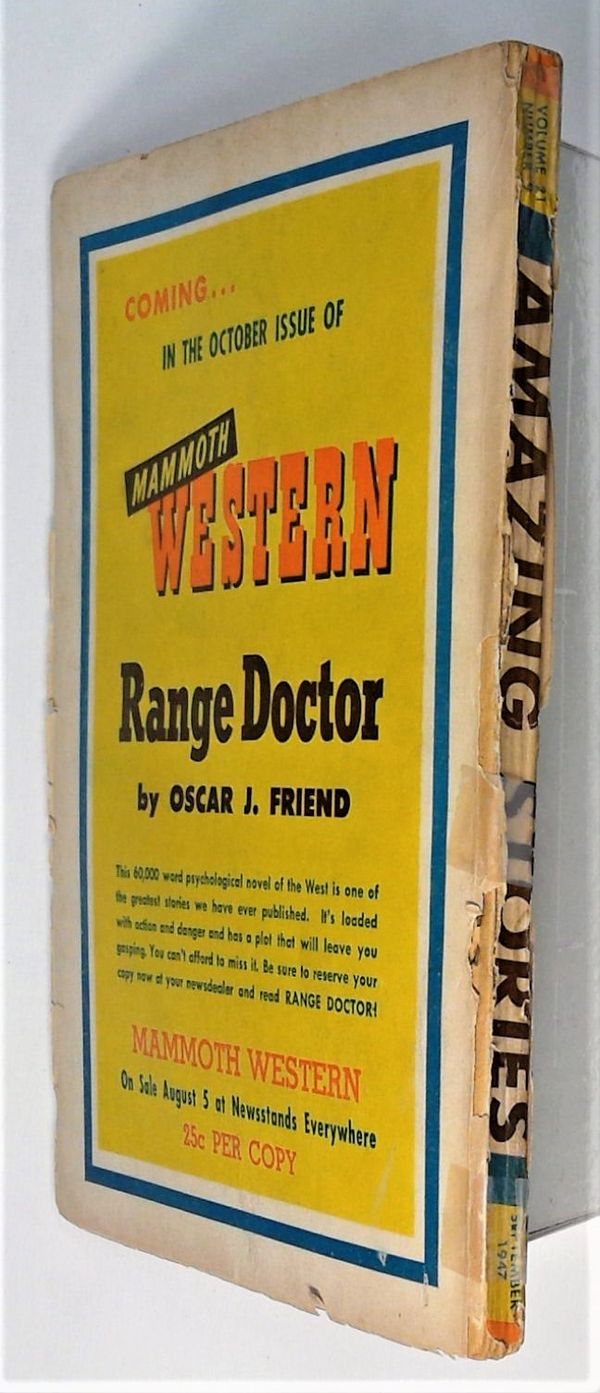 COMING...
IN THE OCTOBER ISSUE OF
MAMMOTH
WESTERN
Range Doctor
by OSCAR J. FRIEND
This 60,000 word psychological novel of the West is one of
the greatest stories we have ever published. It's loaded
with action and danger and has a plot that will leave you
gasping. You can't afford to miss it. Be sure to reserve your
copy now at your newsdealer and read RANGE DOCTOR!
MAMMOTH WESTERN
On Sale August 5 at Newsstands Everywhere
25c PER COPY
VOLUME 21
NUMBER 9
AMAZING STORIES
SEPTEMBER
1947